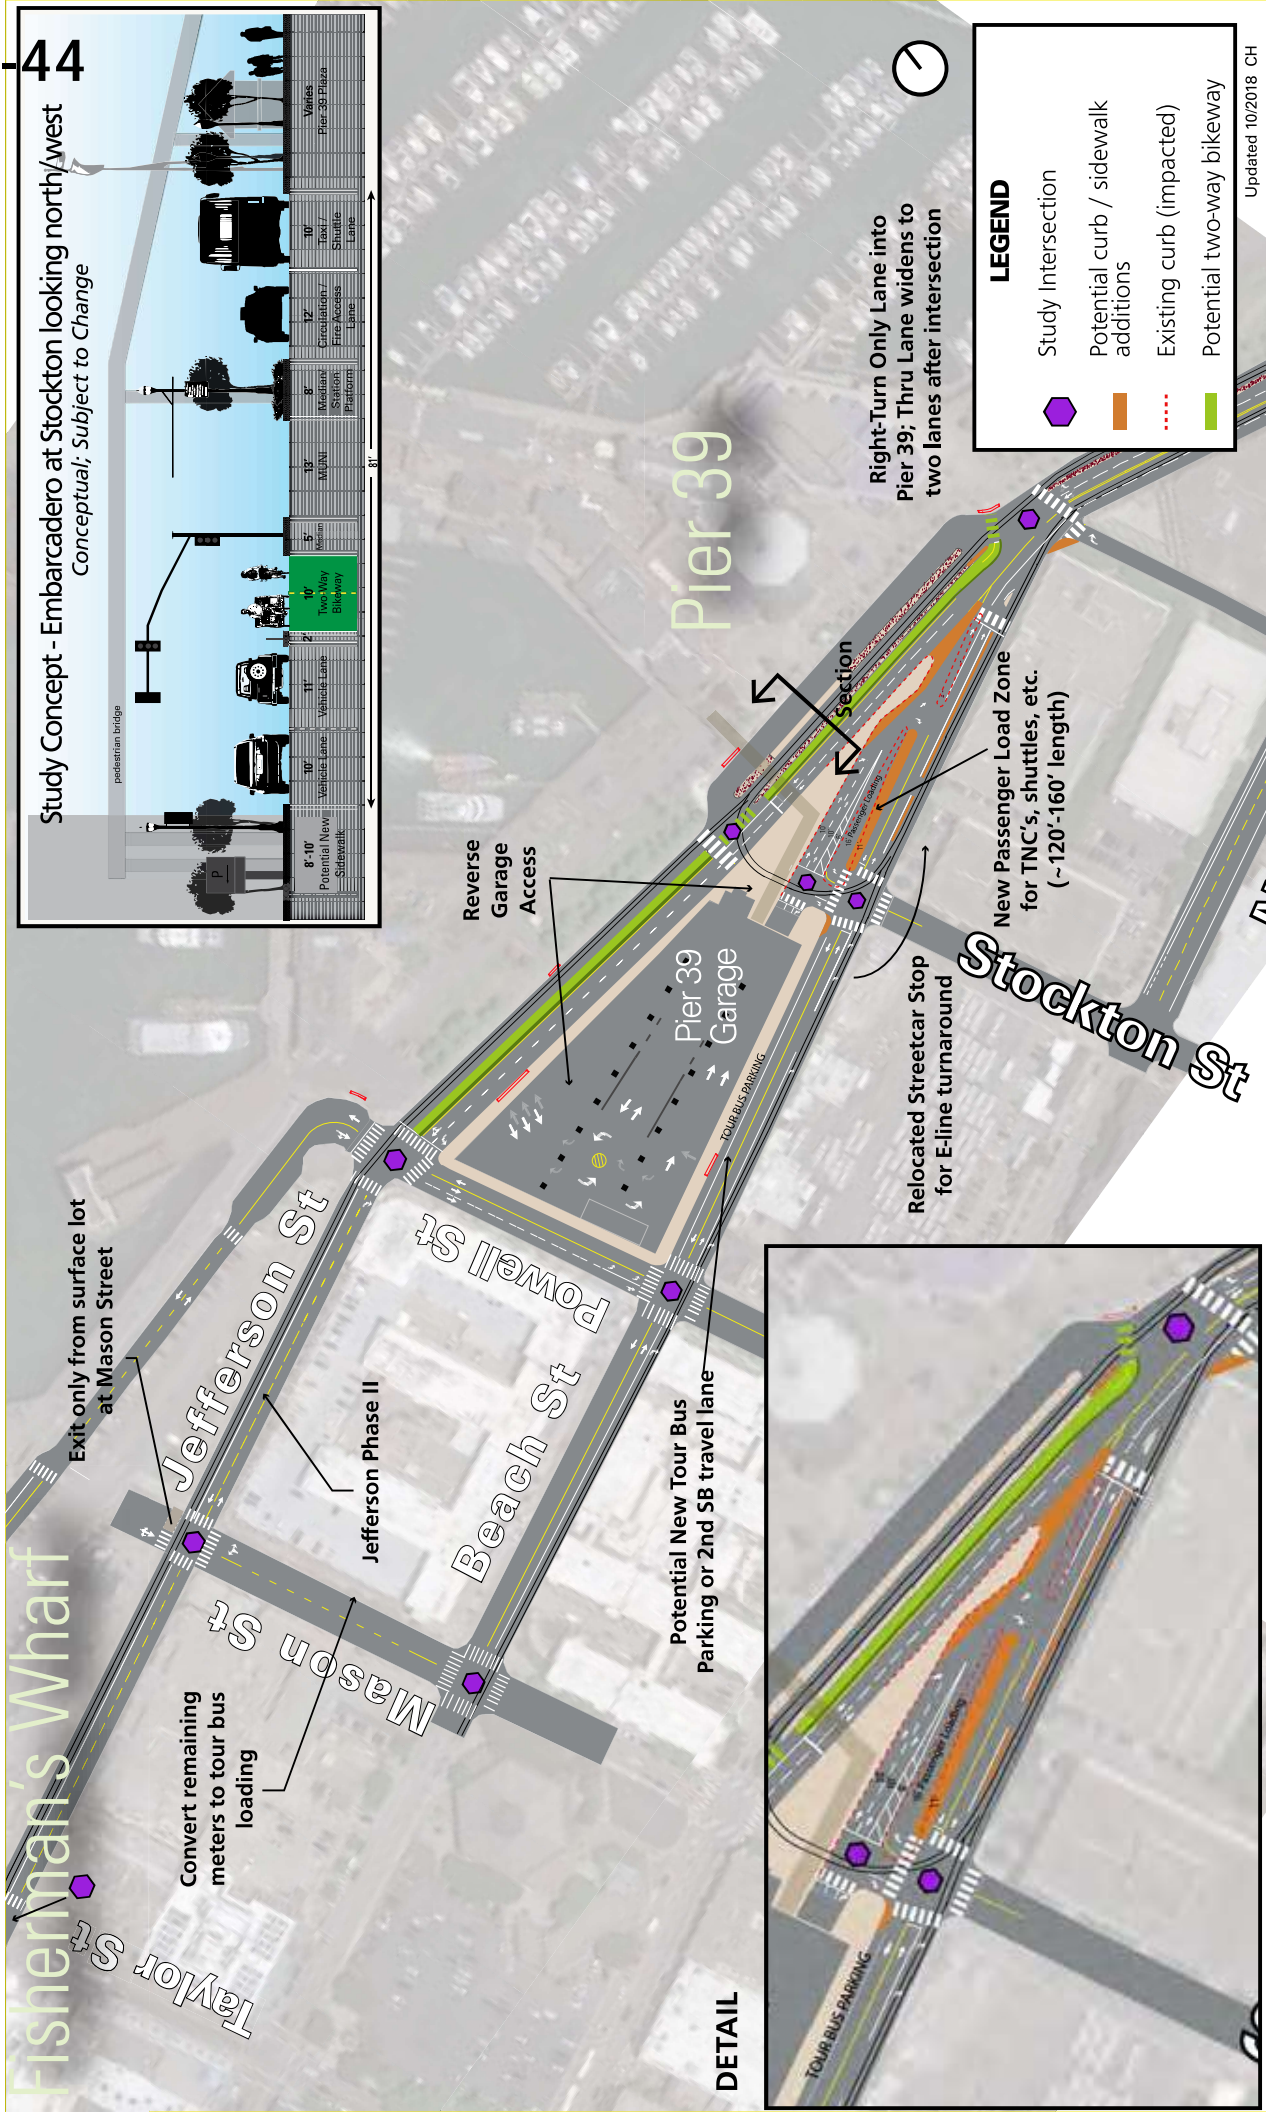 -44
Study Concept - Embarcadero at Stockton looking north/west
Conceptual; Subject to Change
pedestrian bridge
P
8'-10'
Potential New
Sidewalk
10'
Vehicle Lane
11'
Vehicle Lane
2'
10'
Two-Way
Bikeway
5'
Median
13'
MUNI
8'
Median/
Station
Platform
12'
Circulation /
Fire Access
Lane
10'
Taxi /
Shuttle
Lane
Varies
Pier 39 Plaza
81'
Fisherman's Wharf
Pier 39
Exit only from surface lot
at Mason Street
Jefferson St
Powell St
Beach St
Mason St
Taylor St
Stockton St
Jefferson Phase II
Convert remaining
meters to tour bus
loading
Reverse
Garage
Access
Pier 39
Garage
TOUR BUS PARKING
Potential New Tour Bus
Parking or 2nd SB travel lane
Relocated Streetcar Stop
for E-line turnaround
New Passenger Load Zone
for TNC's, shuttles, etc.
(~120'-160' length)
Passenger Loading
11'
Section
Right-Turn Only Lane into
Pier 39; Thru Lane widens to
two lanes after intersection
LEGEND
Study Intersection
Potential curb / sidewalk
additions
Existing curb (impacted)
Potential two-way bikeway
Updated 10/2018 CH
DETAIL
TOUR BUS PARKING
Passenger Loading
11'